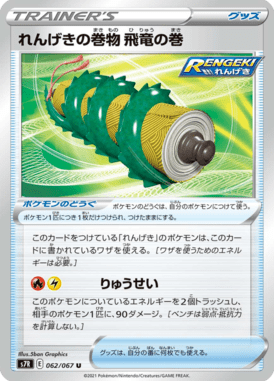 TRAINER'S
グッズ
れんげきの巻物 飛竜の巻
RENGEKI
れんげき
ポケモンのどうぐ
ポケモンのどうぐは、自分のポケモンにつけて使う。
ポケモン1匹につき1枚だけつけられ、つけたままにする。
このカードをつけている「れんげき」のポケモンは、このカードに書かれているワザを使える。[ワザを使うためのエネルギーは必要。]
りゅうせい
このポケモンについているエネルギーを2個トラッシュし、
相手のポケモン1匹に、90ダメージ。[ベンチは弱点・抵抗力を計算しない。]
Illus.5ban Graphics
S7R E 062/067 U
グッズは、自分の番に何枚でも使える。
©2021 Pokémon/Nintendo/Creatures/GAME FREAK.